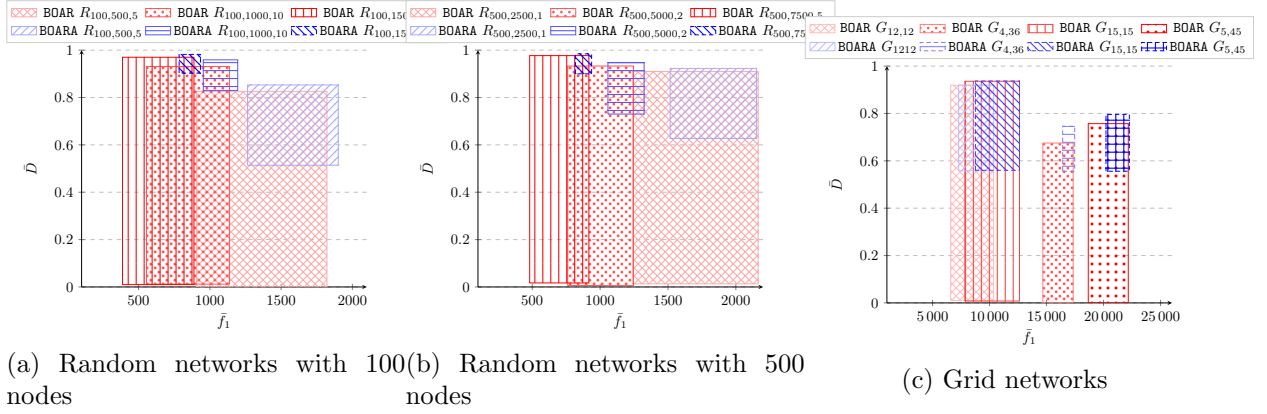 BOAR R100,500,5 BOAR R100,1000,10 BOAR R100,150
BOARA R100,500,5 BOARA R100,1000,10 BOARA R100,15
1
0.8
0.6
0.4
0.2
0
D̄
500 1000 1500 2000
f̄1
(a) Random networks with 100
nodes
BOAR R500,2500,1 BOAR R500,5000,2 BOAR R500,7500,5
BOARA R500,2500,1 BOARA R500,5000,2 BOARA R500,75
1
0.8
0.6
0.4
0.2
0
D̄
500 1000 1500 2000
f̄1
(b) Random networks with 500
nodes
BOAR G12,12 BOAR G4,36 BOAR G15,15 BOAR G5,45
BOARA G1212 BOARA G4,36 BOARA G15,15 BOARA G5,45
1
0.8
0.6
0.4
0.2
0
D̄
5 000 10 000 15 000 20 000 25 000
f̄1
(c) Grid networks